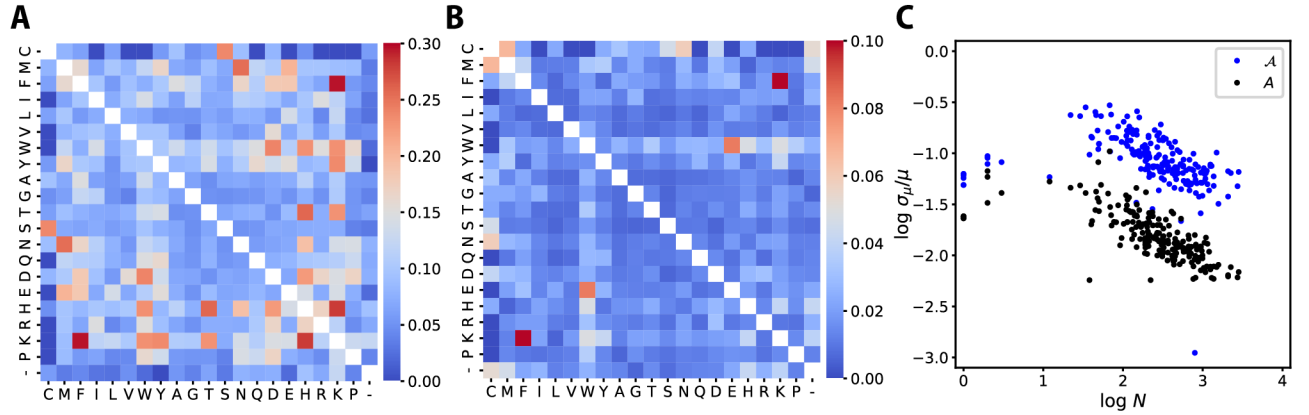 A
C M F I L V W Y A G T S N Q D E H R K P -
C M F I L V W Y A G T S N Q D E H R K P -
0.30
0.25
0.20
0.15
0.10
0.05
0.00
B
C M F I L V W Y A G T S N Q D E H R K P -
C M F I L V W Y A G T S N Q D E H R K P -
0.10
0.08
0.06
0.04
0.02
0.00
C
𝒜
A
log σμ/μ
0.0
−0.5
−1.0
−1.5
−2.0
−2.5
−3.0
0 1 2 3 4
log N